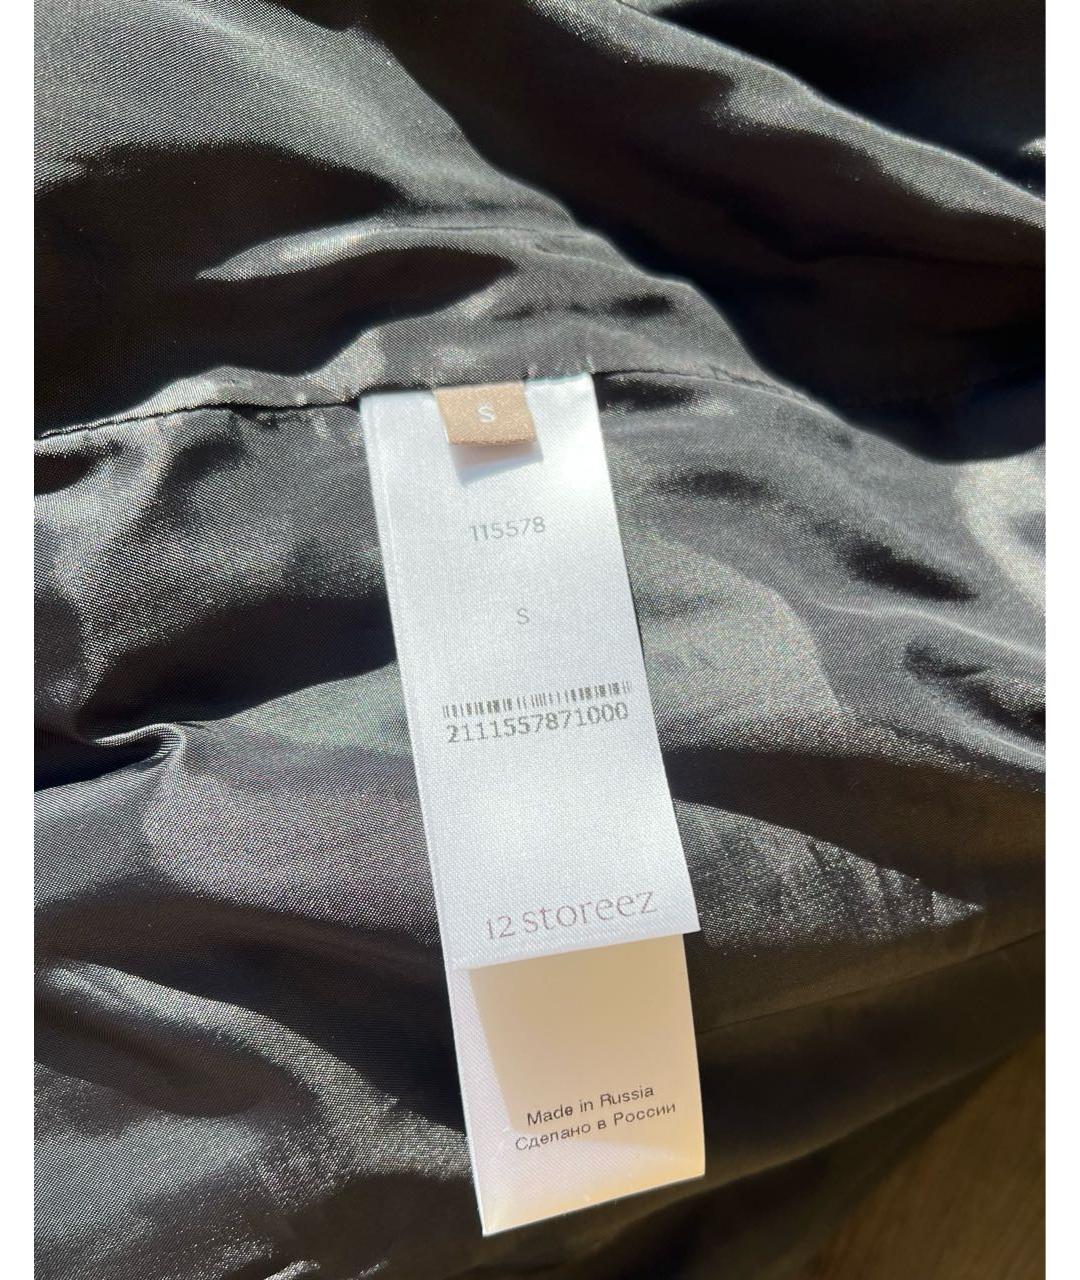 S
115578
S
2111557871000
12 storeez
Made in Russia
Сделано в России